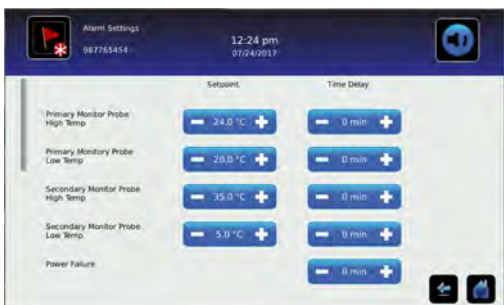 Alarm Settings
987765454
12:24 pm
07/24/2017
Setpoint Time Delay
Primary Monitor Probe
High Temp
24.0 °C 0 min
Primary Monitory Probe
Low Temp
20.0 °C 0 min
Secondary Monitor Probe
High Temp
35.0 °C 0 min
Secondary Monitor Probe
Low Temp
5.0 °C 0 min
Power Failure
0 min